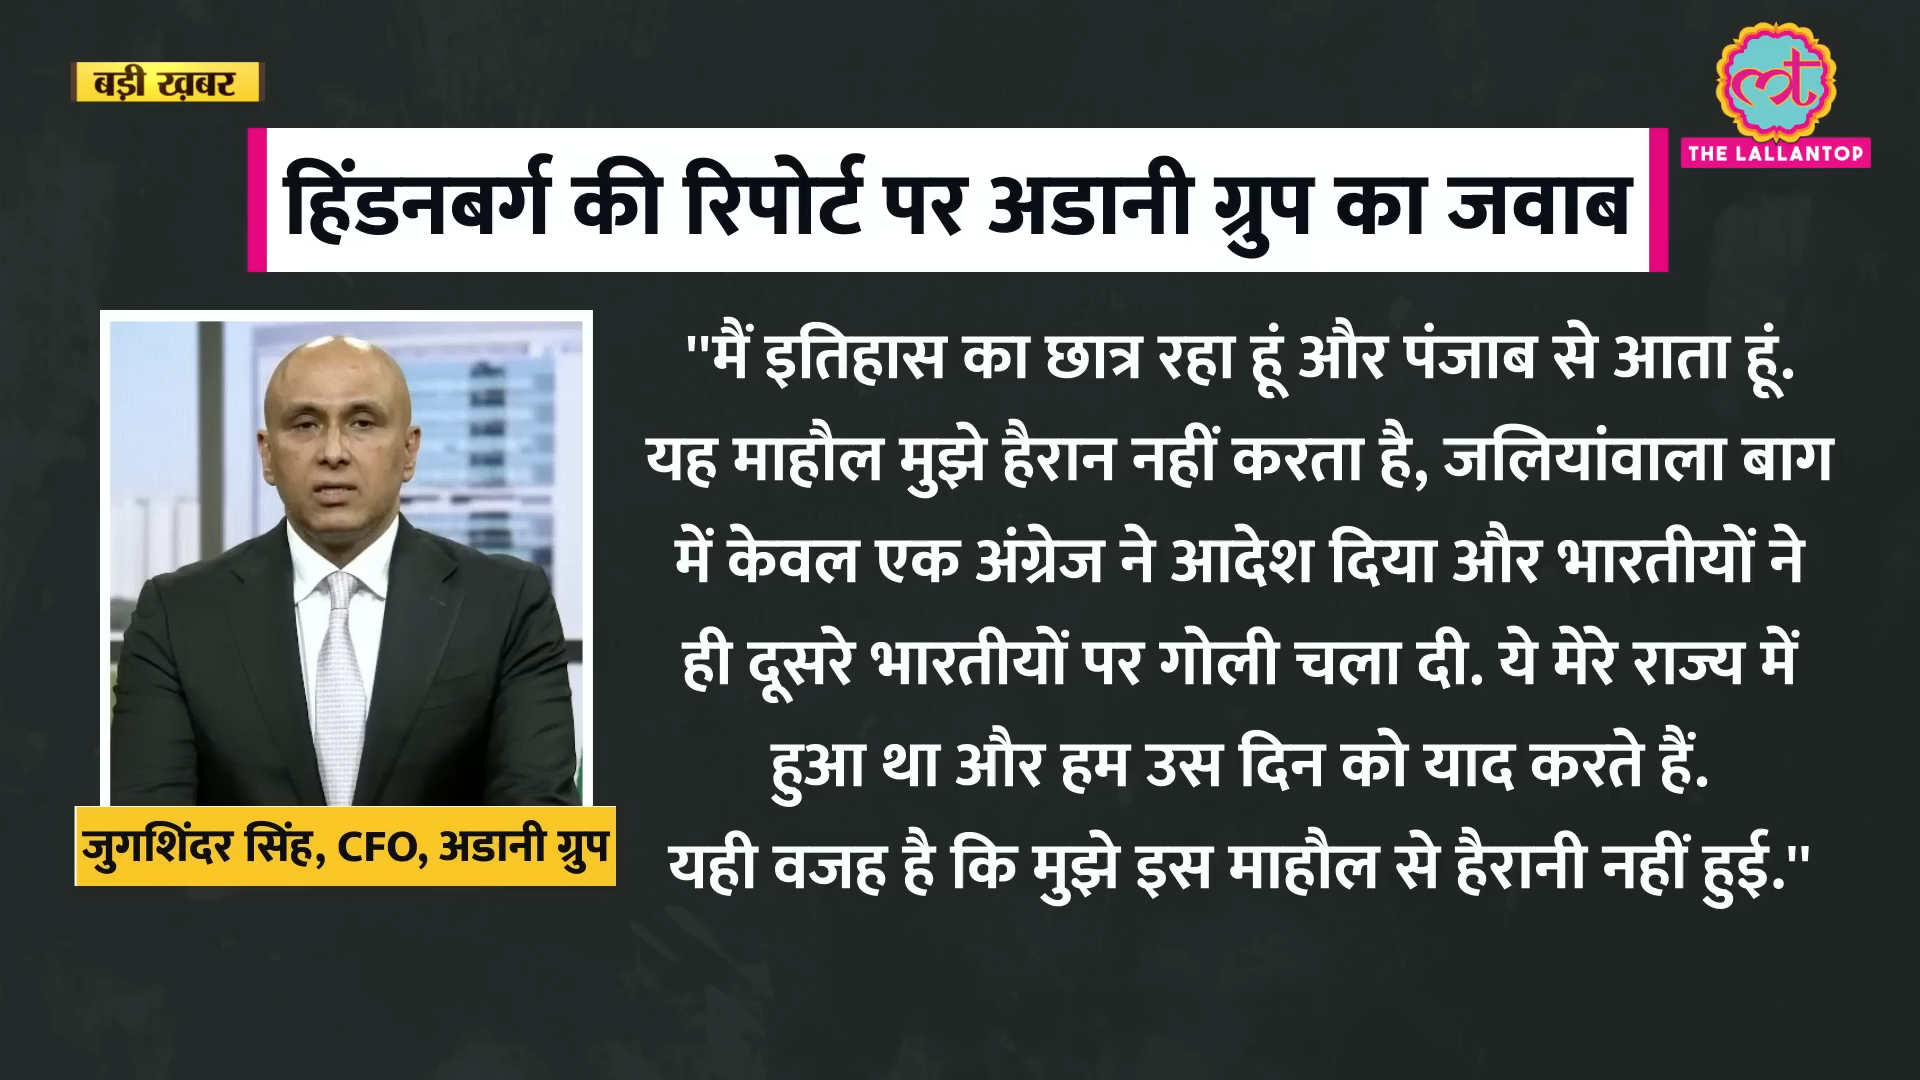 बड़ी ख़बर
THE LALLANTOP
हिंडनबर्ग की रिपोर्ट पर अडानी ग्रुप का जवाब
"मैं इतिहास का छात्र रहा हूं और पंजाब से आता हूं.
यह माहौल मुझे हैरान नहीं करता है, जलियांवाला बाग
में केवल एक अंग्रेज ने आदेश दिया और भारतीयों ने
ही दूसरे भारतीयों पर गोली चला दी. ये मेरे राज्य में
हुआ था और हम उस दिन को याद करते हैं.
यही वजह है कि मुझे इस माहौल से हैरानी नहीं हुई."
जुगशिंदर सिंह, CFO, अडानी ग्रुप